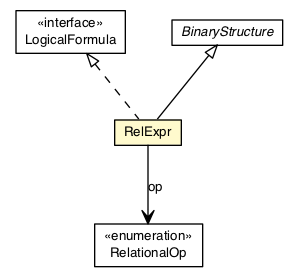 «interface»
LogicalFormula
BinaryStructure
RelExpr
op
«enumeration»
RelationalOp